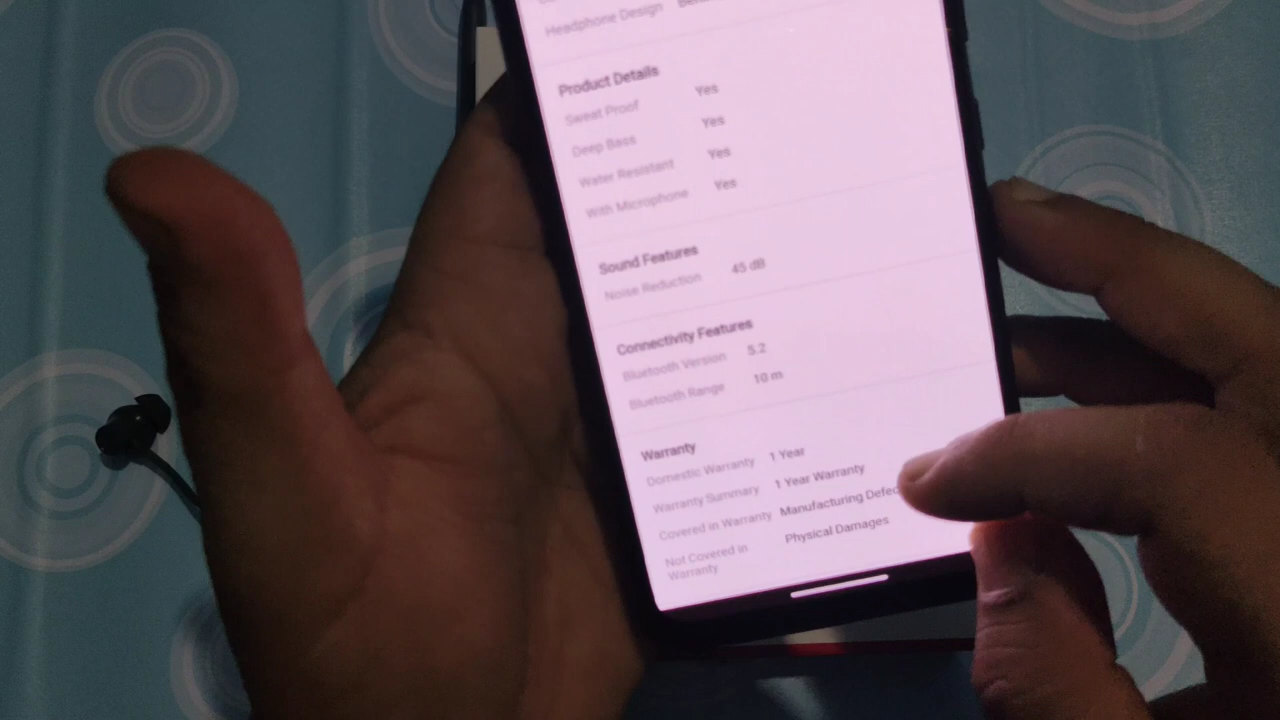 Headphone Design
Product Details
Sweat Proof Yes
Deep Bass Yes
Water Resistant Yes
With Microphone Yes
Sound Features
Noise Reduction 45 dB
Connectivity Features
Bluetooth Version 5.2
Bluetooth Range 10 m
Warranty
Domestic Warranty 1 Year
Warranty Summary 1 Year Warranty
Covered in Warranty Manufacturing Defec
Not Covered in Physical Damages
Warranty